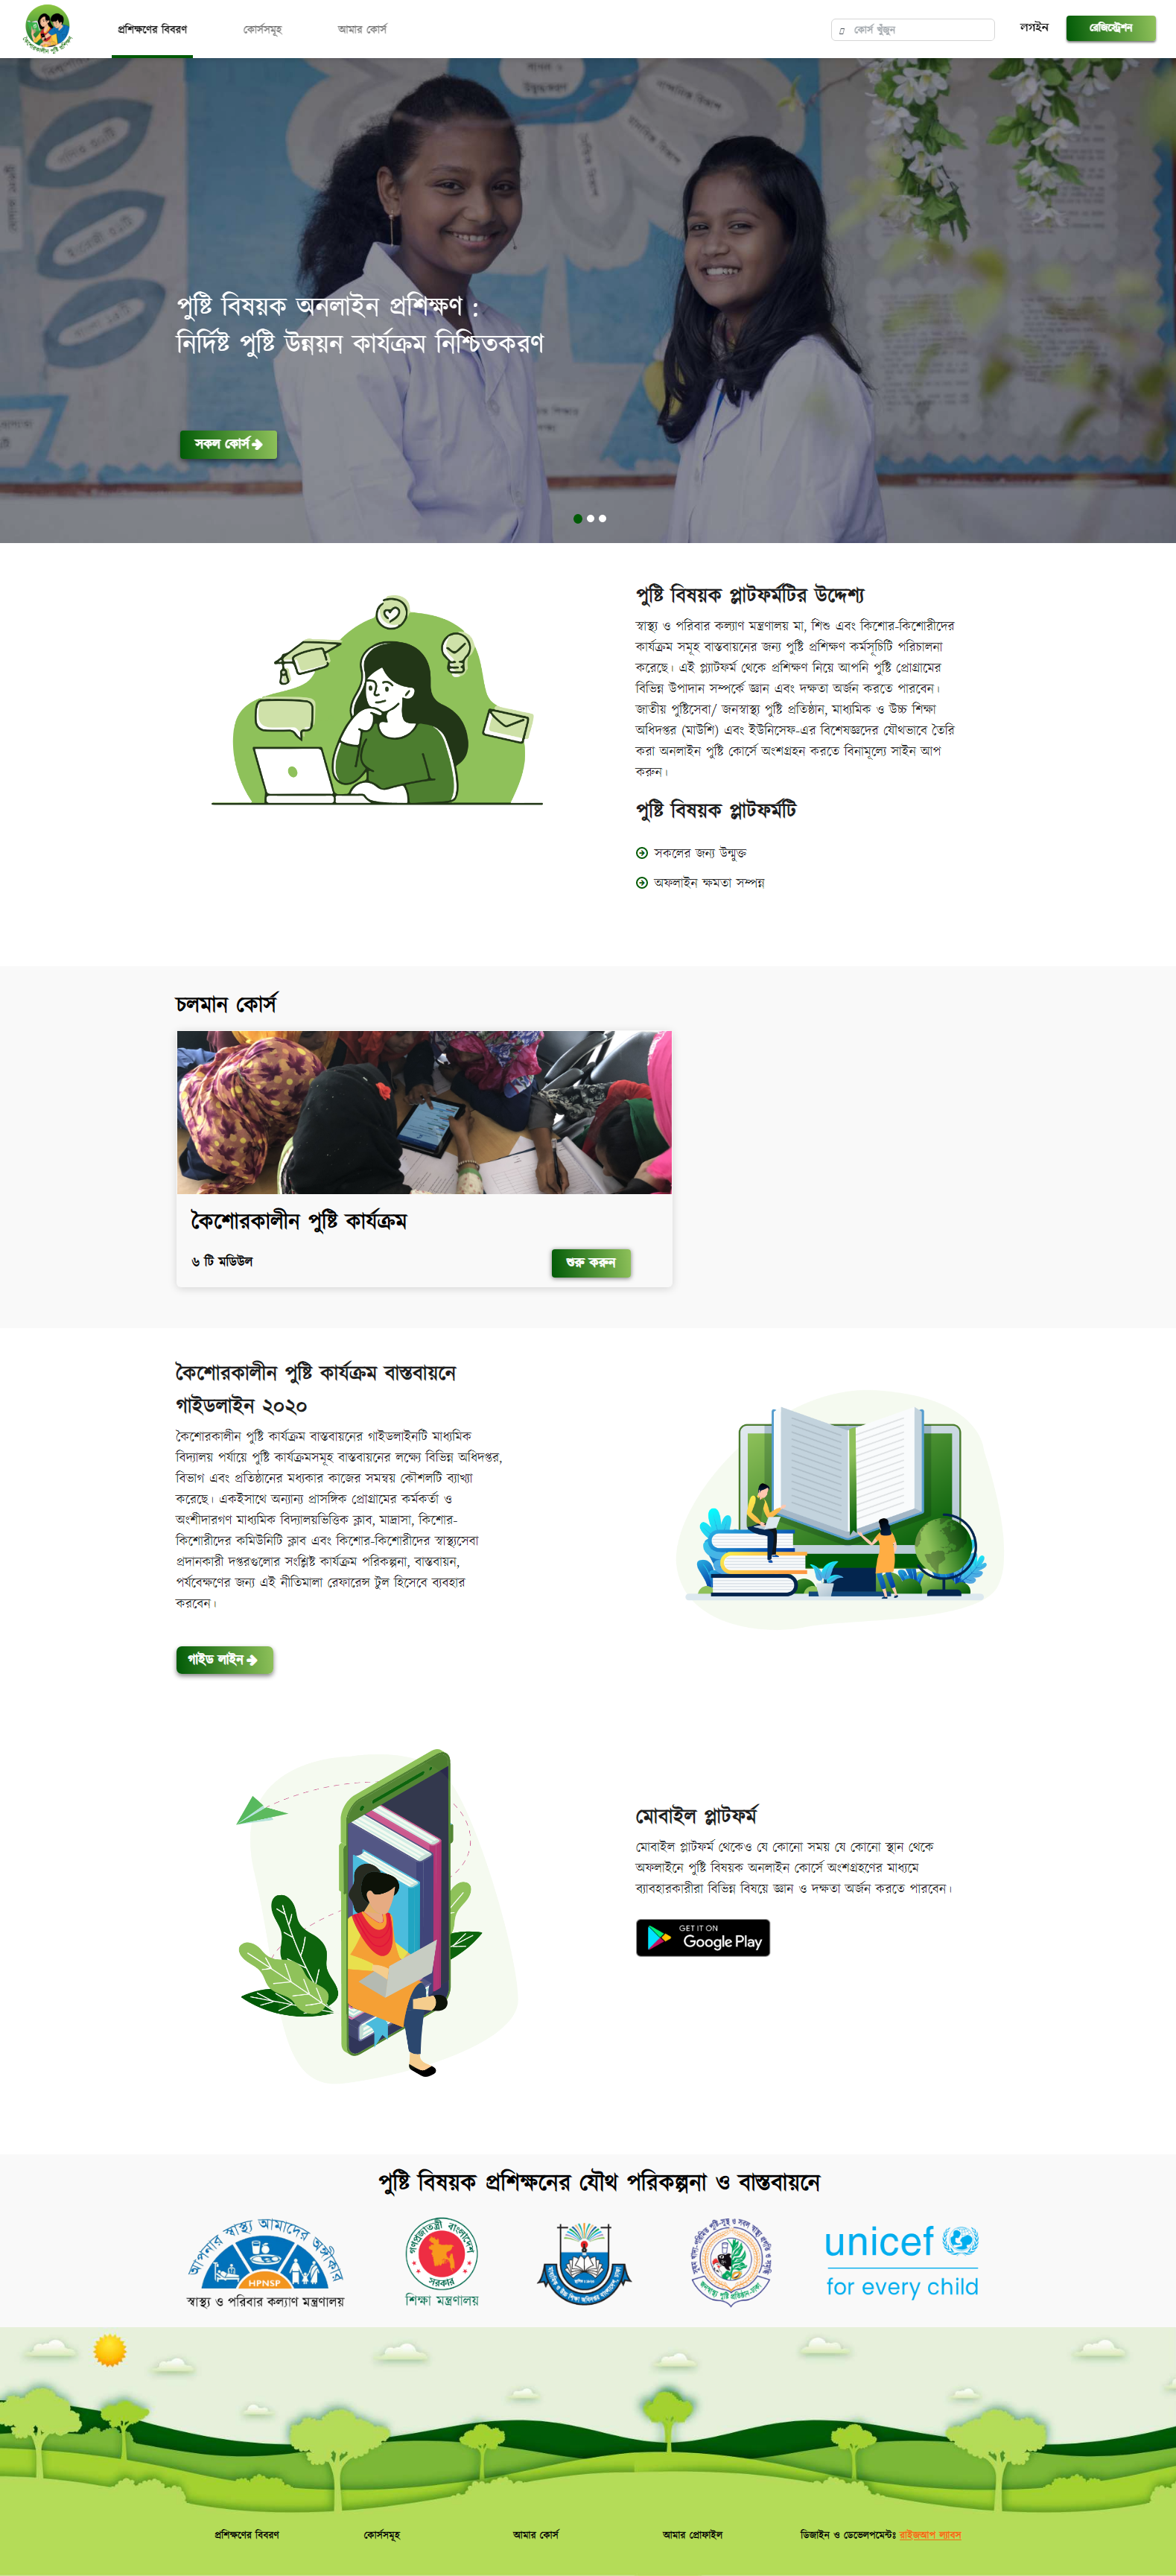 প্রশিক্ষণের বিবরণ
কোর্সসমূহ
আমার কোর্স
কোর্স খুঁজুন
লগইন
রেজিস্ট্রেশন
পুষ্টি বিষয়ক অনলাইন প্রশিক্ষণ :
নির্দিষ্ট পুষ্টি উন্নয়ন কার্যক্রম নিশ্চিতকরণ
সকল কোর্স
পুষ্টি বিষয়ক প্লাটফর্মটির উদ্দেশ্য
স্বাস্থ্য ও পরিবার কল্যাণ মন্ত্রণালয় মা, শিশু এবং কিশোর-কিশোরীদের
কার্যক্রম সমূহ বাস্তবায়নের জন্য পুষ্টি প্রশিক্ষণ কর্মসূচিটি পরিচালনা
করেছে। এই প্ল্যাটফর্ম থেকে প্রশিক্ষণ নিয়ে আপনি পুষ্টি প্রোগ্রামের
বিভিন্ন উপাদান সম্পর্কে জ্ঞান এবং দক্ষতা অর্জন করতে পারবেন।
জাতীয় পুষ্টিসেবা/ জনস্বাস্থ্য পুষ্টি প্রতিষ্ঠান, মাধ্যমিক ও উচ্চ শিক্ষা
অধিদপ্তর (মাউশি) এবং ইউনিসেফ-এর বিশেষজ্ঞদের যৌথভাবে তৈরি
করা অনলাইন পুষ্টি কোর্সে অংশগ্রহন করতে বিনামূল্যে সাইন আপ
করুন।
পুষ্টি বিষয়ক প্লাটফর্মটি
সকলের জন্য উন্মুক্ত
অফলাইন ক্ষমতা সম্পন্ন
চলমান কোর্স
কৈশোরকালীন পুষ্টি কার্যক্রম
৬ টি মডিউল
শুরু করুন
কৈশোরকালীন পুষ্টি কার্যক্রম বাস্তবায়নে
গাইডলাইন ২০২০
কৈশোরকালীন পুষ্টি কার্যক্রম বাস্তবায়নের গাইডলাইনটি মাধ্যমিক
বিদ্যালয় পর্যায়ে পুষ্টি কার্যক্রমসমূহ বাস্তবায়নের লক্ষ্যে বিভিন্ন অধিদপ্তর,
বিভাগ এবং প্রতিষ্ঠানের মধ্যকার কাজের সমন্বয় কৌশলটি ব্যাখ্যা
করেছে। একইসাথে অন্যান্য প্রাসঙ্গিক প্রোগ্রামের কর্মকর্তা ও
অংশীদারগণ মাধ্যমিক বিদ্যালয়ভিত্তিক ক্লাব, মাদ্রাসা, কিশোর-
কিশোরীদের কমিউনিটি ক্লাব এবং কিশোর-কিশোরীদের স্বাস্থ্যসেবা
প্রদানকারী দপ্তরগুলোর সংশ্লিষ্ট কার্যক্রম পরিকল্পনা, বাস্তবায়ন,
পর্যবেক্ষণের জন্য এই নীতিমালা রেফারেন্স টুল হিসেবে ব্যবহার
করবেন।
গাইড লাইন
মোবাইল প্লাটফর্ম
মোবাইল প্লাটফর্ম থেকেও যে কোনো সময় যে কোনো স্থান থেকে
অফলাইনে পুষ্টি বিষয়ক অনলাইন কোর্সে অংশগ্রহণের মাধ্যমে
ব্যাবহারকারীরা বিভিন্ন বিষয়ে জ্ঞান ও দক্ষতা অর্জন করতে পারবেন।
GET IT ON
Google Play
পুষ্টি বিষয়ক প্রশিক্ষনের যৌথ পরিকল্পনা ও বাস্তবায়নে
আপনার স্বাস্থ্য আমাদের অঙ্গীকার
HPNSP
স্বাস্থ্য ও পরিবার কল্যাণ মন্ত্রণালয়
গণপ্রজাতন্ত্রী বাংলাদেশ
সরকার
শিক্ষা মন্ত্রণালয়
unicef
for every child
প্রশিক্ষণের বিবরণ
কোর্সসমূহ
আমার কোর্স
আমার প্রোফাইল
ডিজাইন ও ডেভেলপমেন্টঃ রাইজআপ ল্যাবস